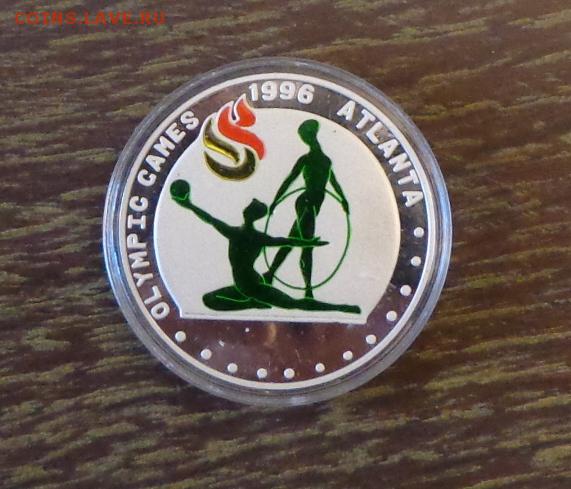 COINS.LAVE.RU
OLYMPIC GAMES 1996 ATLANTA